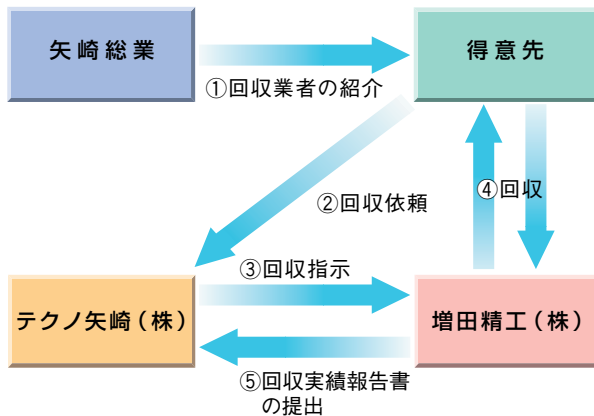 矢崎総業
得意先
①回収業者の紹介
②回収依頼
④回収
③回収指示
テクノ矢崎(株)
増田精工(株)
⑤回収実績報告書
の提出